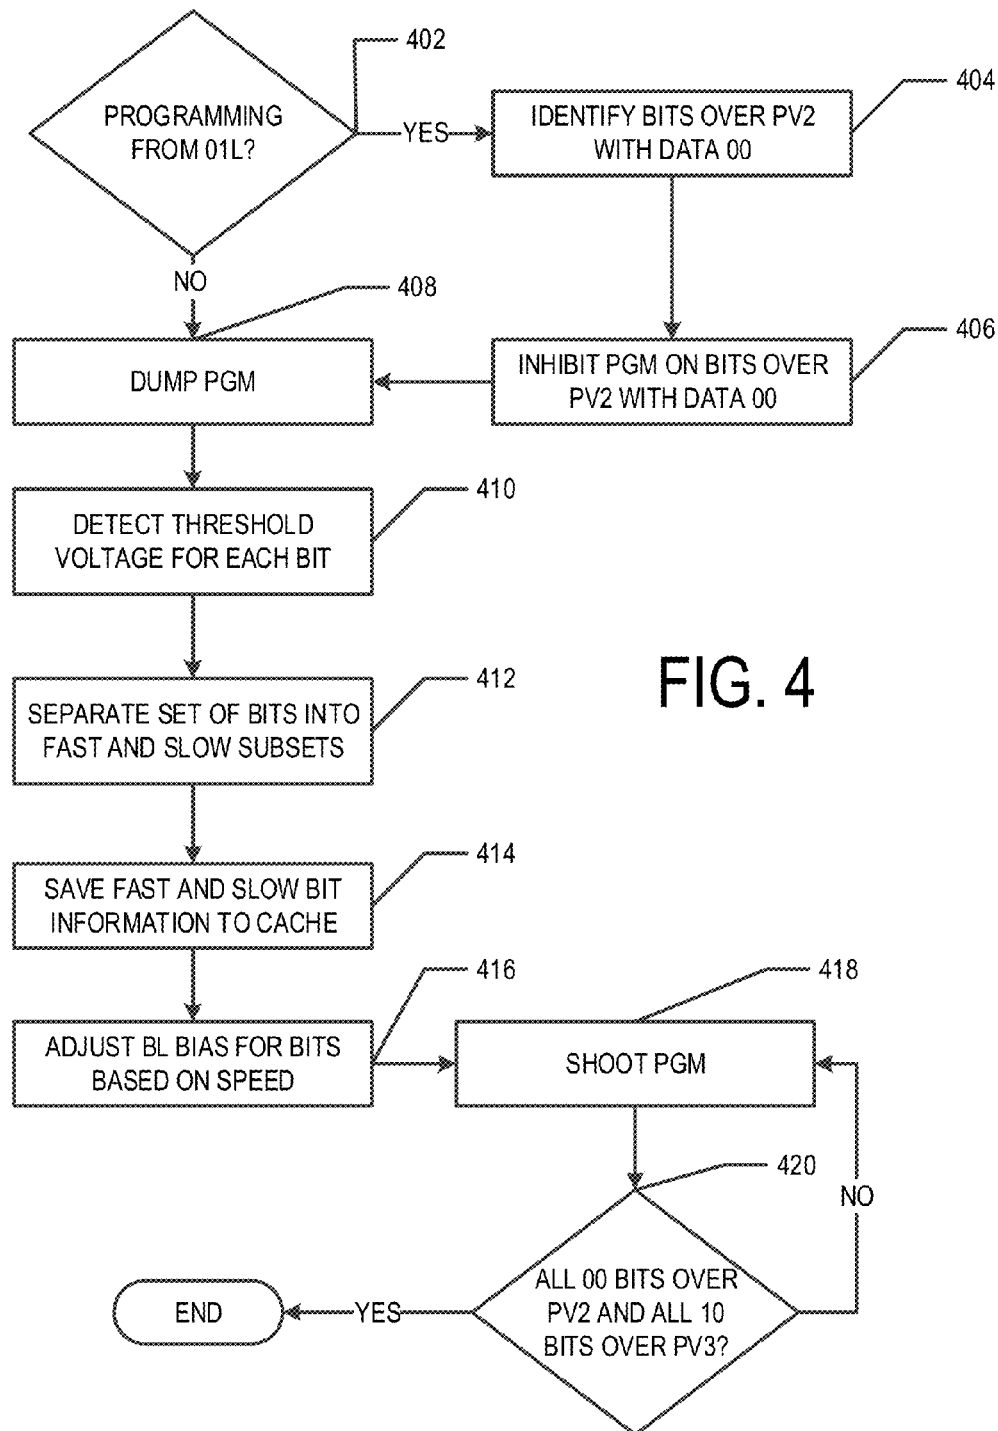 402
PROGRAMMING
FROM 01L?
YES
IDENTIFY BITS OVER PV2
WITH DATA 00
404
NO
408
406
DUMP PGM
INHIBIT PGM ON BITS OVER
PV2 WITH DATA 00
410
DETECT THRESHOLD
VOLTAGE FOR EACH BIT
412
SEPARATE SET OF BITS INTO
FAST AND SLOW SUBSETS
FIG. 4
414
SAVE FAST AND SLOW BIT
INFORMATION TO CACHE
416
418
ADJUST BL BIAS FOR BITS
BASED ON SPEED
SHOOT PGM
420
NO
ALL 00 BITS OVER
PV2 AND ALL 10
BITS OVER PV3?
YES
END